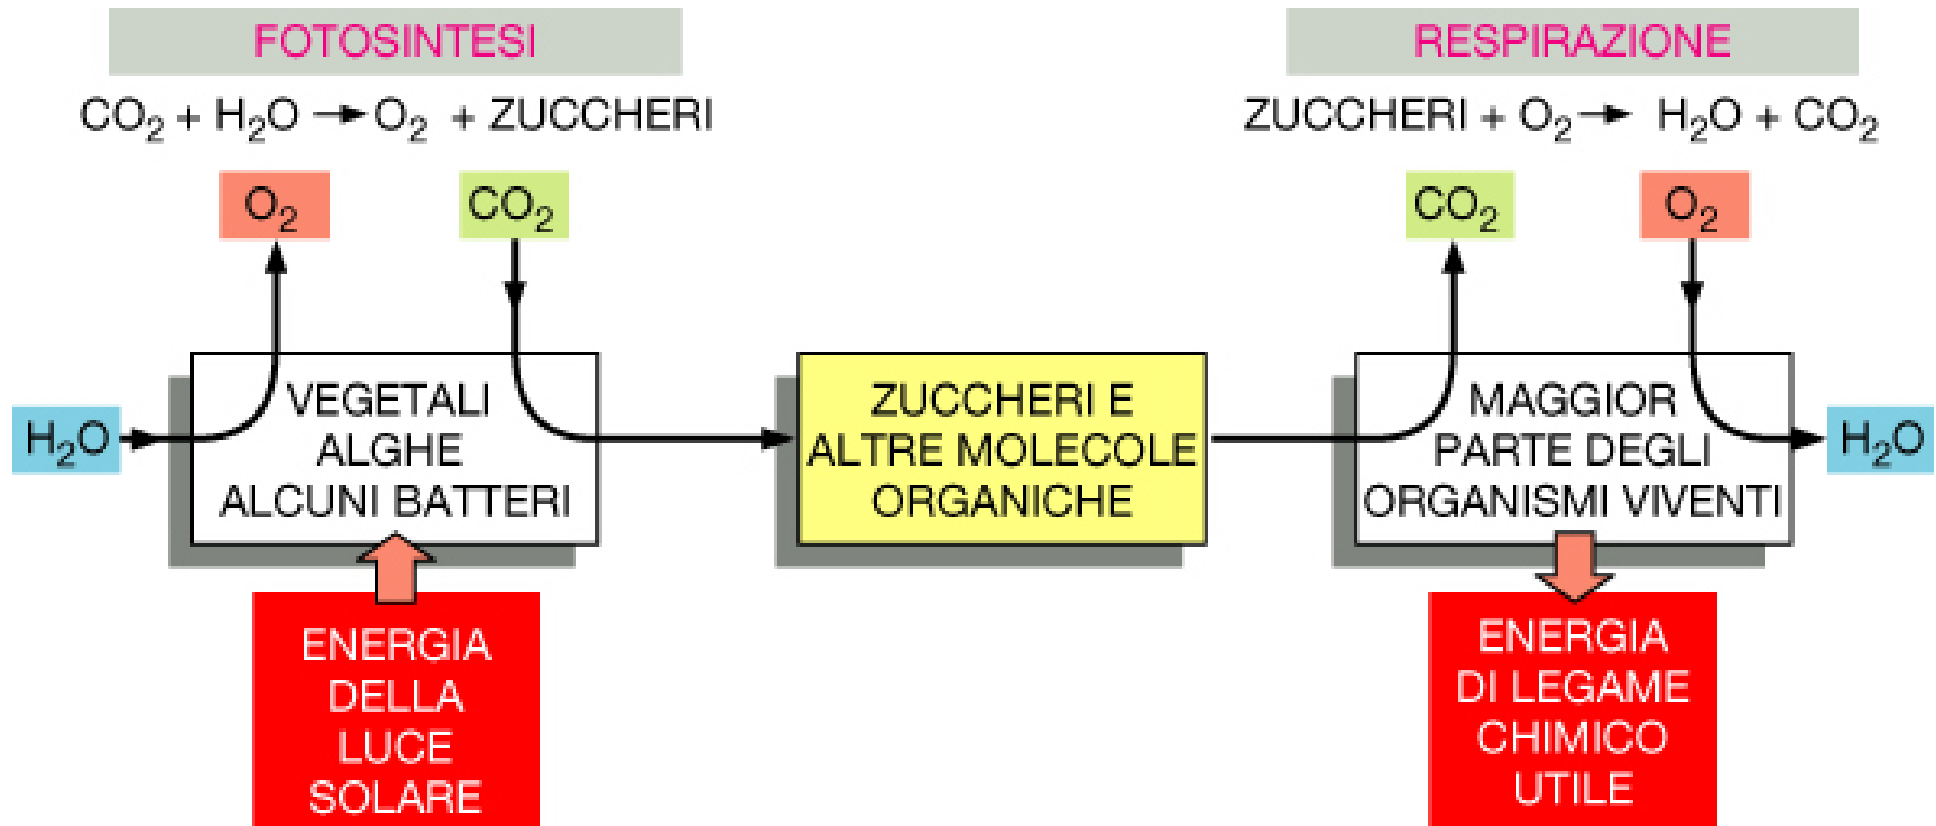 FOTOSINTESI
CO₂ + H₂O → O₂ + ZUCCHERI
O₂
CO₂
H₂O
VEGETALI
ALGHE
ALCUNI BATTERI
ENERGIA
DELLA
LUCE
SOLARE
ZUCCHERI E
ALTRE MOLECOLE
ORGANICHE
RESPIRAZIONE
ZUCCHERI + O₂ → H₂O + CO₂
CO₂
O₂
MAGGIOR
PARTE DEGLI
ORGANISMI VIVENTI
H₂O
ENERGIA
DI LEGAME
CHIMICO
UTILE